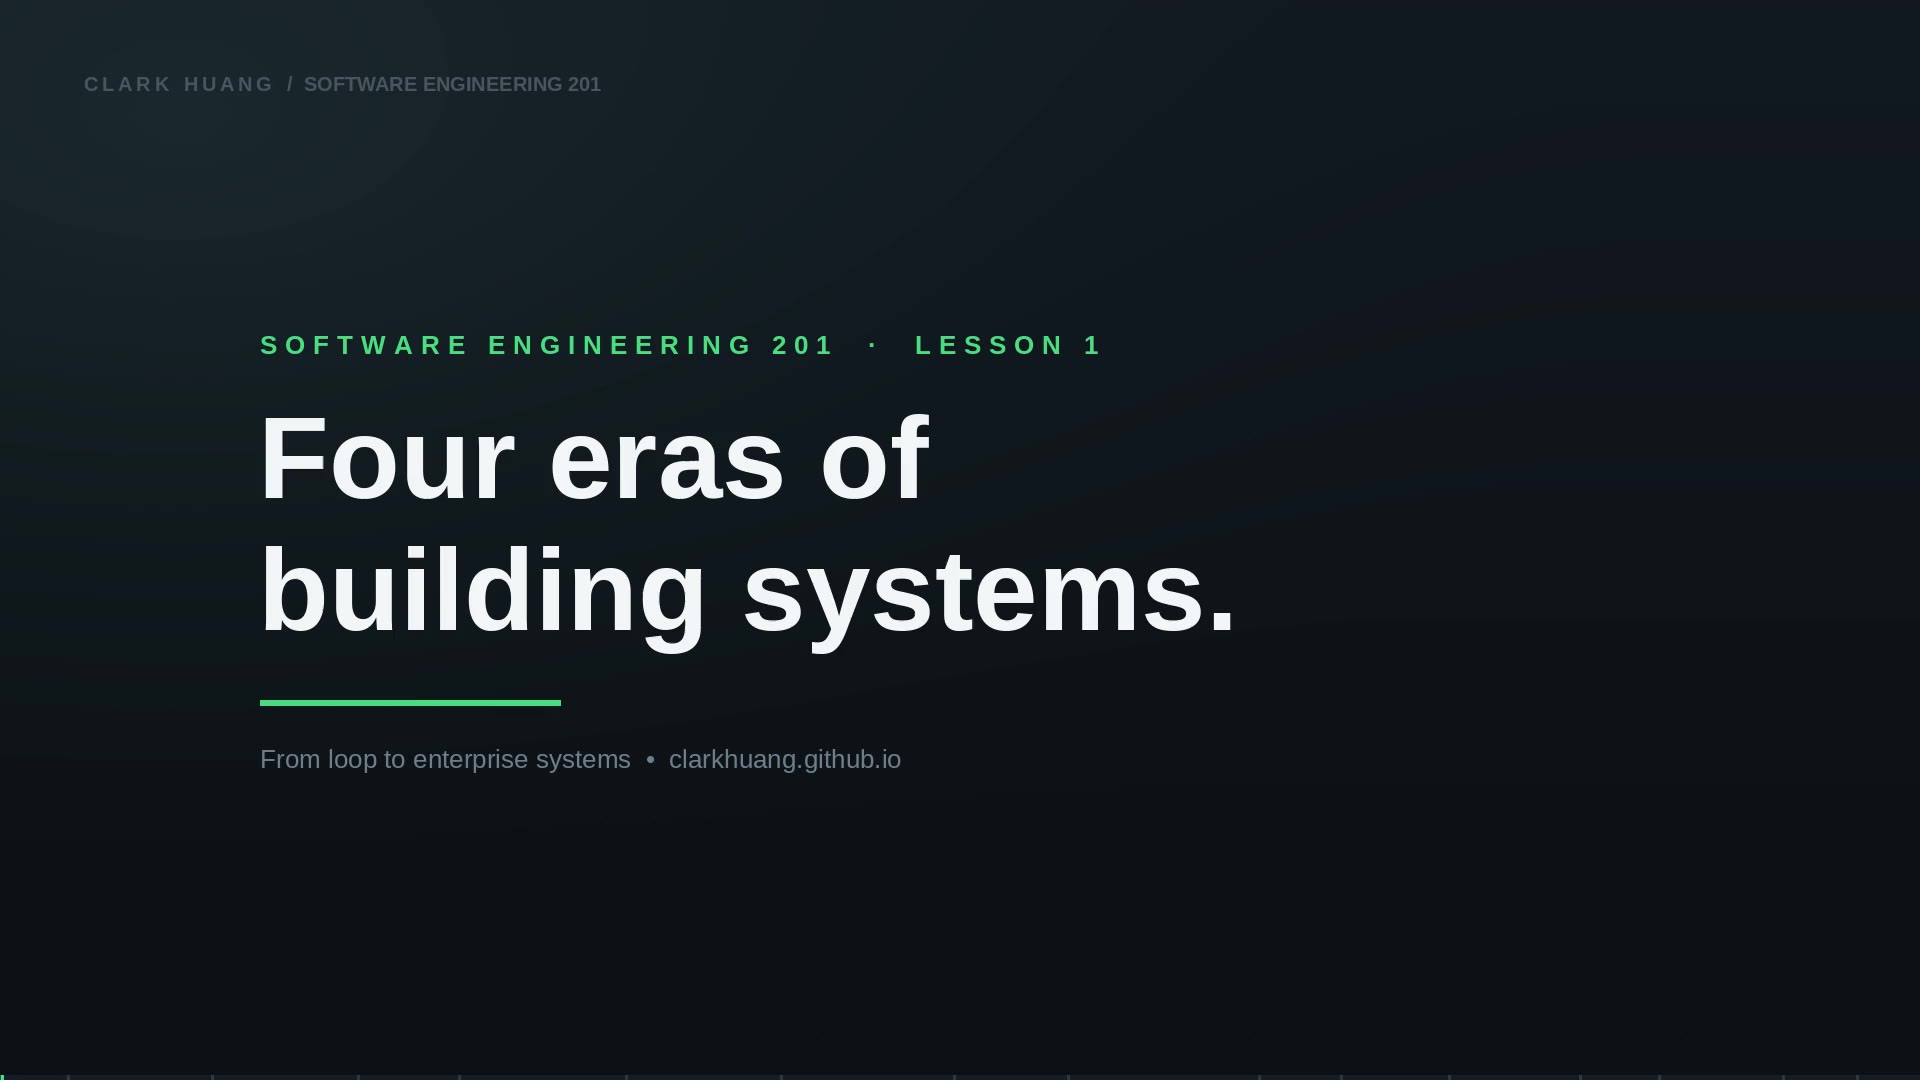 CLARK HUANG / SOFTWARE ENGINEERING 201
SOFTWARE ENGINEERING 201 · LESSON 1
Four eras of
building systems.
From loop to enterprise systems • clarkhuang.github.io